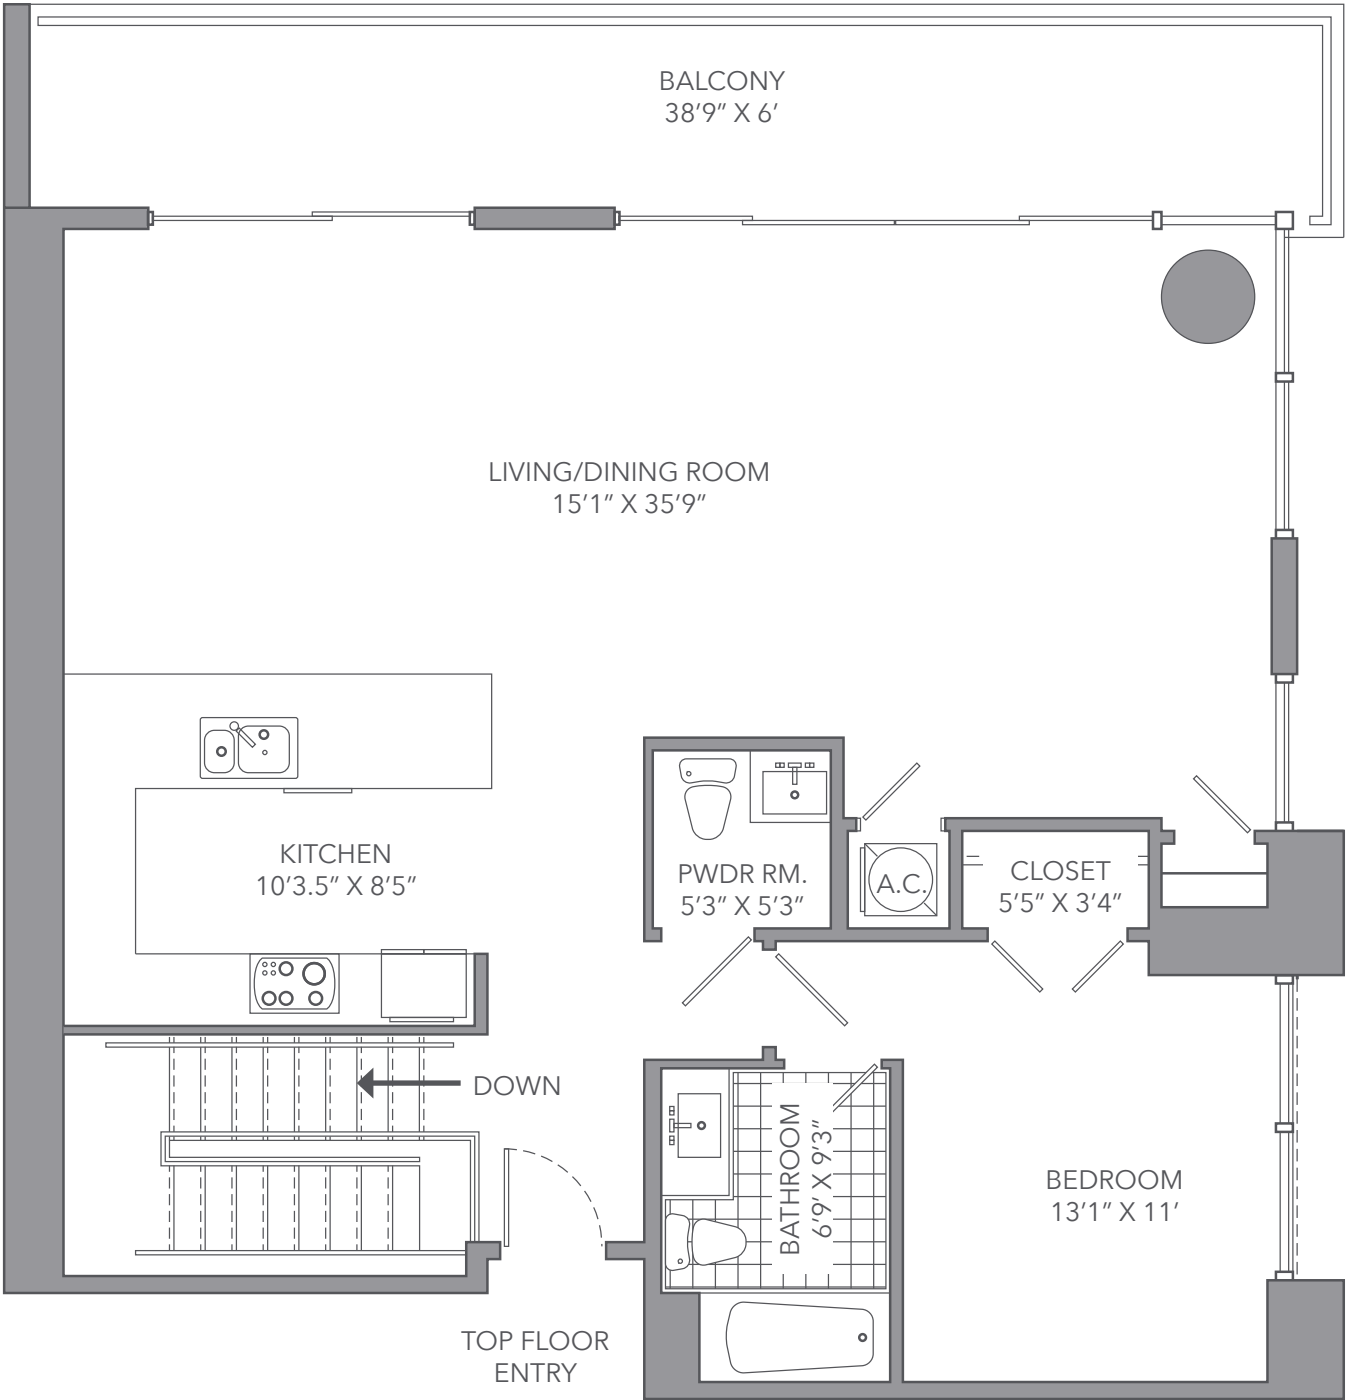 BALCONY
38'9” X 6'
LIVING/DINING ROOM
15'1” X 35'9”
KITCHEN
10'3.5” X 8'5”
PWDR RM.
5'3” X 5'3”
A.C.
CLOSET
5'5” X 3'4”
DOWN
BATHROOM
6'9' X 9'3”
BEDROOM
13'1” X 11'
TOP FLOOR
ENTRY